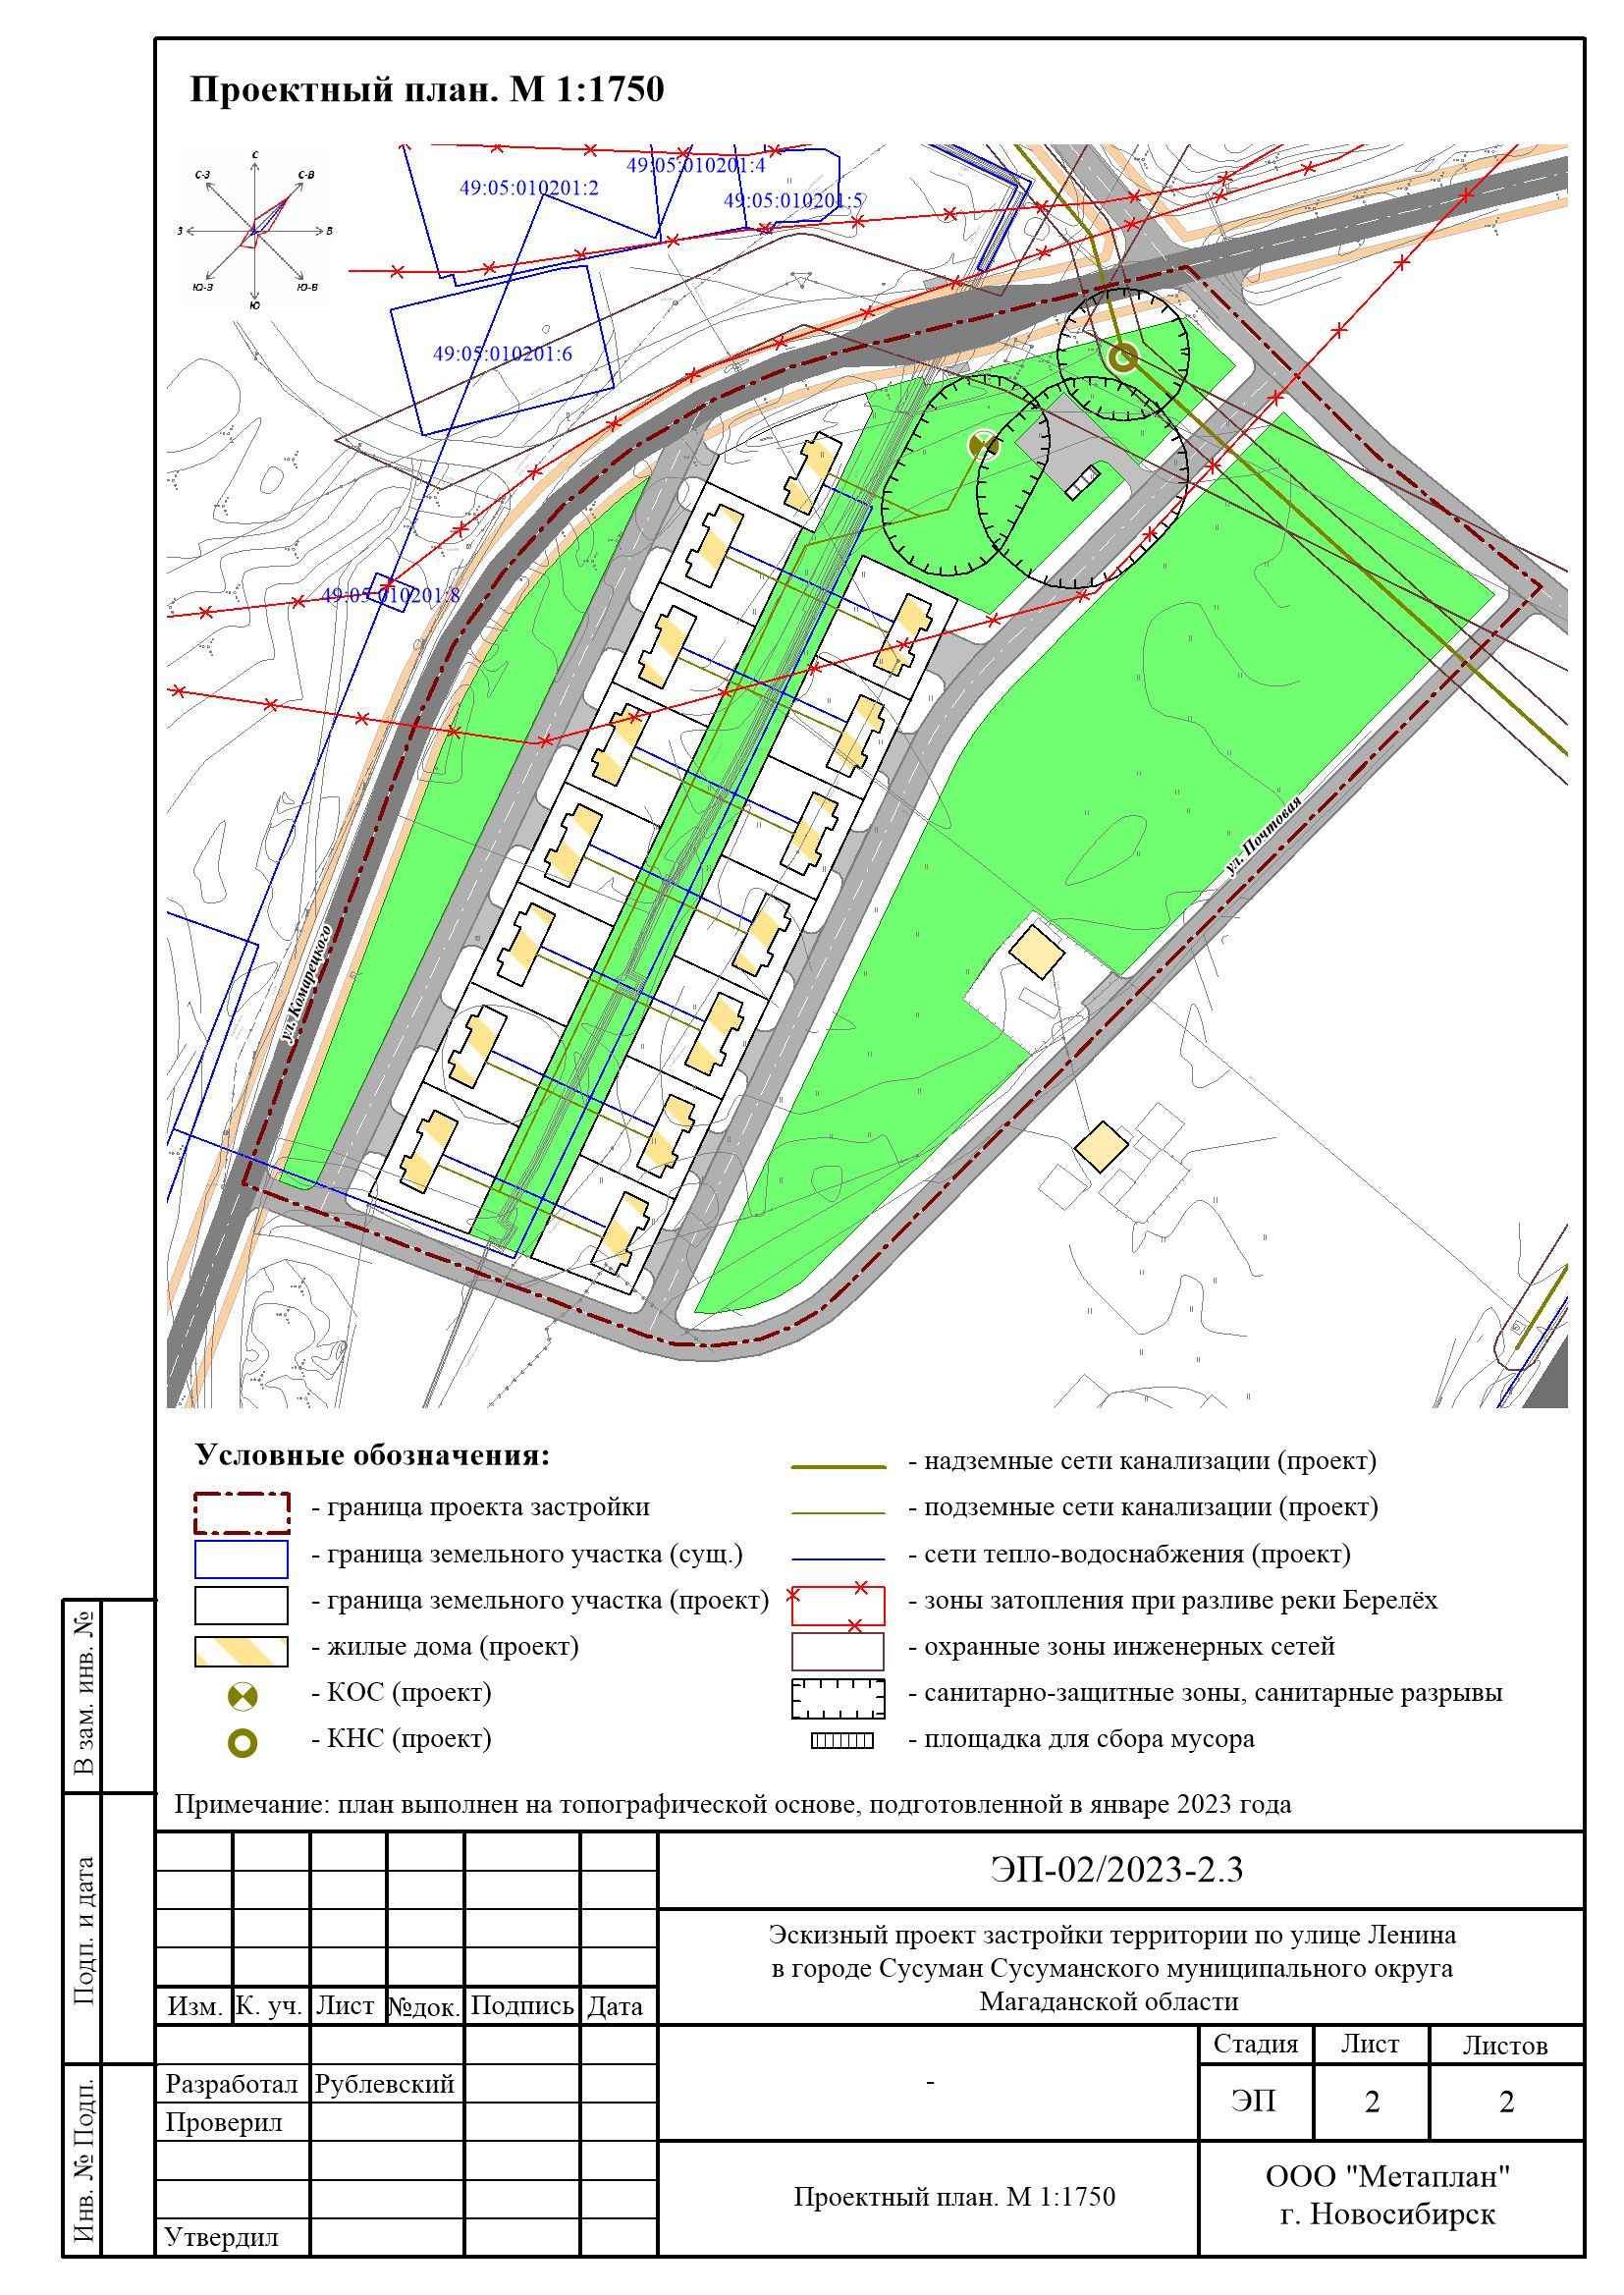 Проектный план. М 1:1750
С
С-З
С-В
З
В
Ю-З
Ю-В
Ю
49:05:010201:4
49:05:010201:2
49:05:010201:5
49:05:010201:6
49:05:010201:8
ул. Почтовая
ул. Комарецкого
Условные обозначения:
- граница проекта застройки
- граница земельного участка (сущ.)
- граница земельного участка (проект)
- жилые дома (проект)
- КОС (проект)
- КНС (проект)
- надземные сети канализации (проект)
- подземные сети канализации (проект)
- сети тепло-водоснабжения (проект)
- зоны затопления при разливе реки Берелёх
- охранные зоны инженерных сетей
- санитарно-защитные зоны, санитарные разрывы
- площадка для сбора мусора
Примечание: план выполнен на топографической основе, подготовленной в январе 2023 года
В зам. инв. №
Подп. и дата
Инв. № Подп.
Изм. К. уч. Лист №док. Подпись Дата
Разработал Рублевский
Проверил
Утвердил
ЭП-02/2023-2.3
Эскизный проект застройки территории по улице Ленина
в городе Сусуман Сусуманского муниципального округа
Магаданской области
-
Стадия Лист Листов
ЭП 2 2
Проектный план. М 1:1750
ООО "Метаплан"
г. Новосибирск